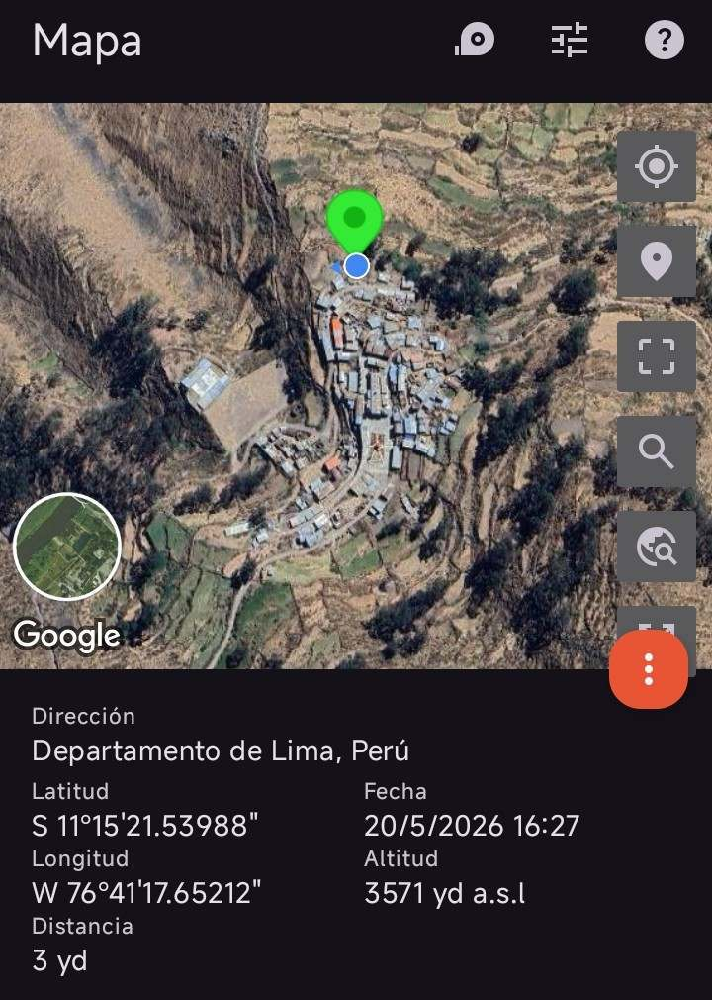 Mapa
?
Google
Dirección
Departamento de Lima, Perú
Latitud
Fecha
S 11°15'21.53988"
20/5/2026 16:27
Longitud
Altitud
W 76°41'17.65212"
3571 yd a.s.l
Distancia
3 yd